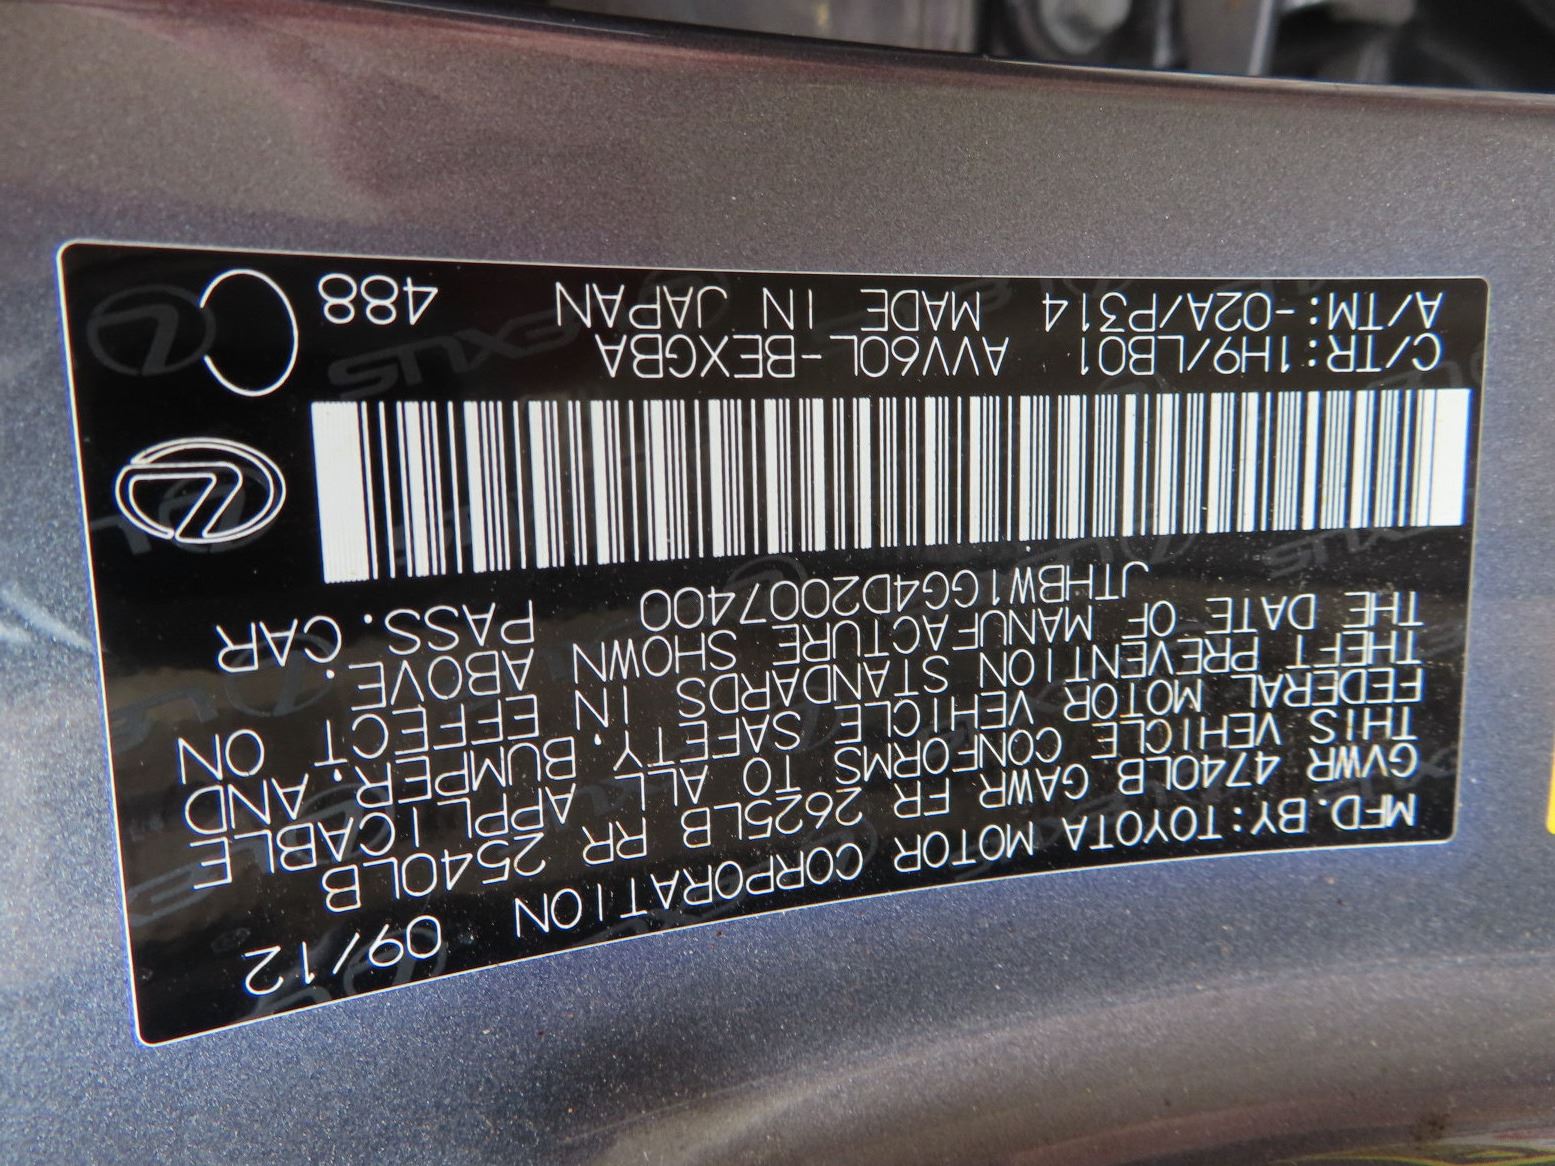 MFD. BY: TOYOTA MOTOR CORPORATION 09/12
GVWR 4740LB GAWR FR 2625LB RR 2540LB
THIS VEHICLE CONFORMS TO ALL APPLICABLE
FEDERAL MOTOR VEHICLE SAFETY, BUMPER, AND
THEFT PREVENTION STANDARDS IN EFFECT ON
THE DATE OF MANUFACTURE SHOWN ABOVE.
JTHBW1GG4D2007400 PASS. CAR
C/TR: 1H9/LB01 AVV60L-BEXGBA
A/TM: -02A/P314 MADE IN JAPAN 488